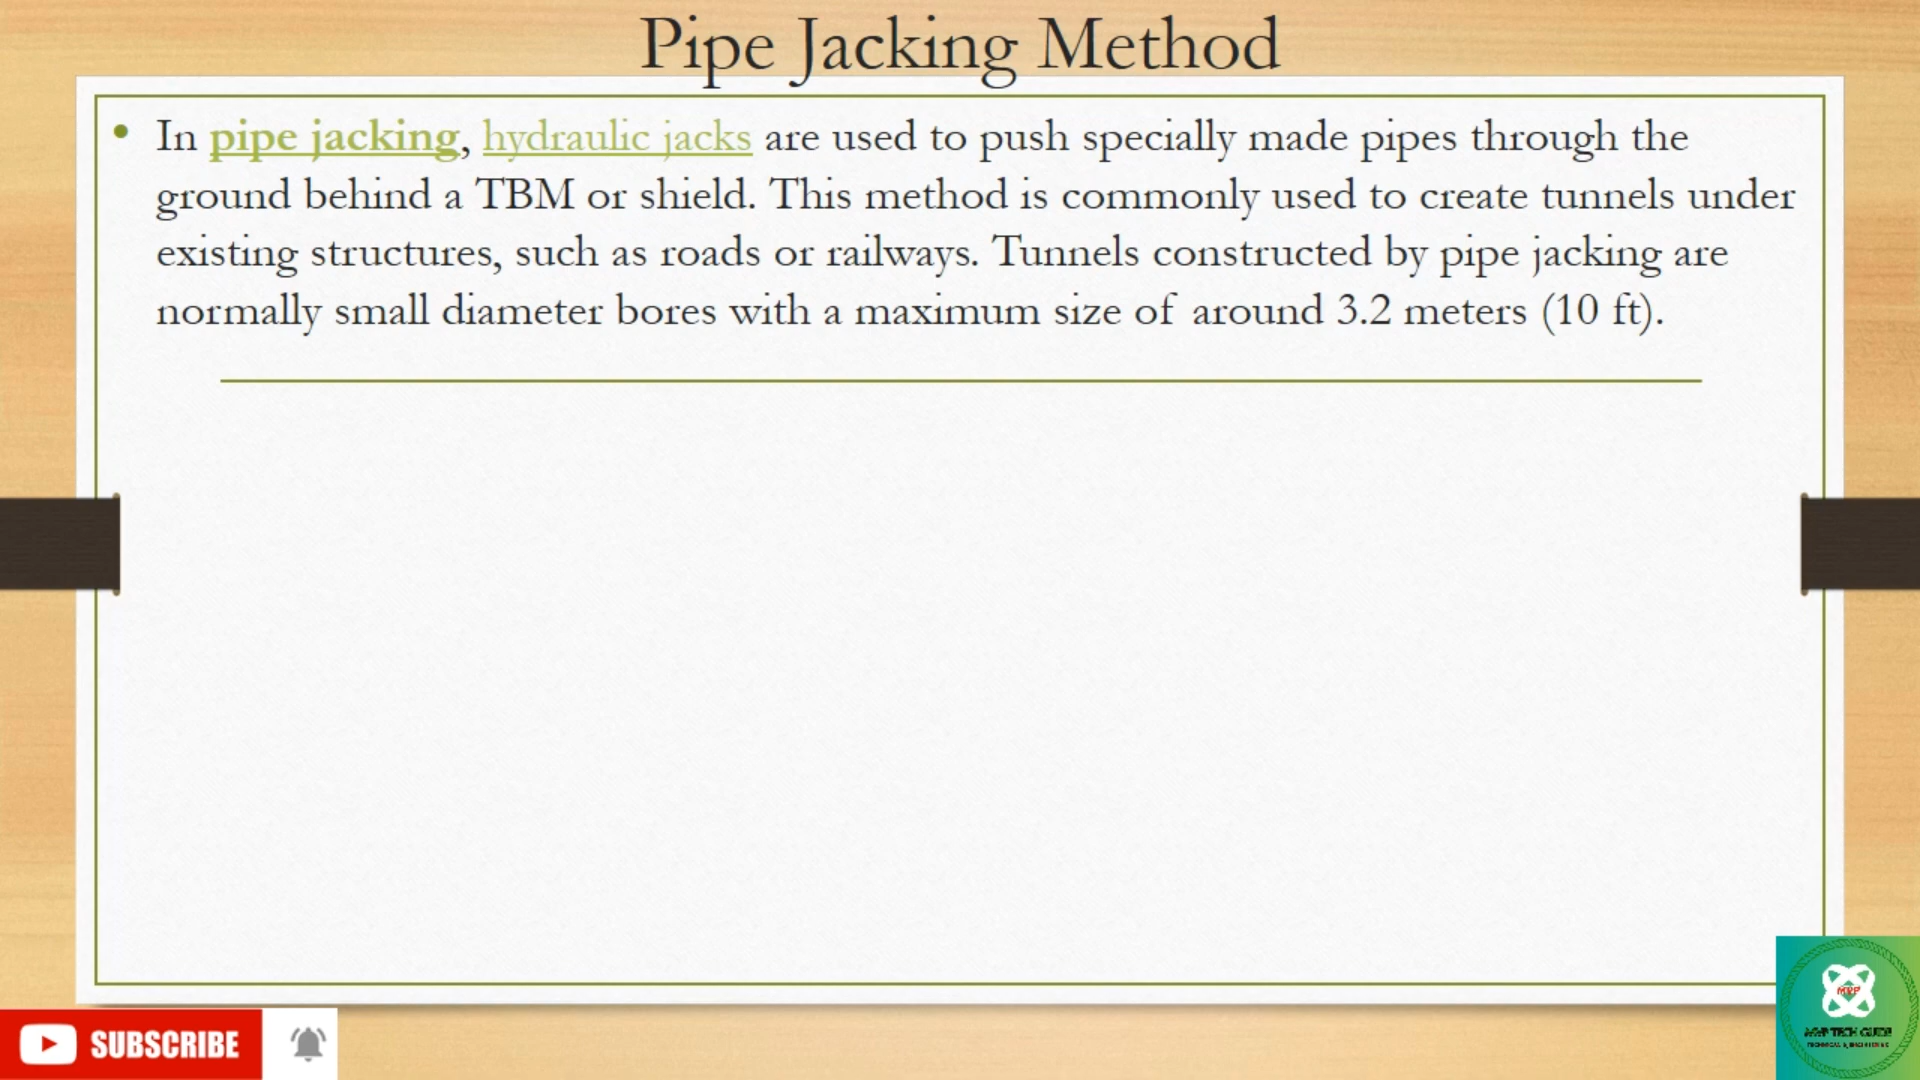 Pipe Jacking Method
• In pipe jacking, hydraulic jacks are used to push specially made pipes through the
ground behind a TBM or shield. This method is commonly used to create tunnels under
existing structures, such as roads or railways. Tunnels constructed by pipe jacking are
normally small diameter bores with a maximum size of around 3.2 meters (10 ft).
SUBSCRIBE
TECH GUIDE